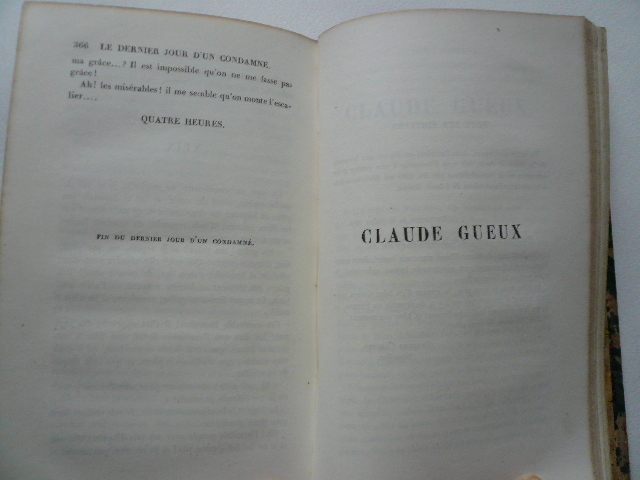 366 LE DERNIER JOUR D'UN CONDAMNÉ.
ma grâce...? Il est impossible qu'on ne me fasse pas
grâce!
Ah! les misérables! il me semble qu'on monte l'esca-
lier....
QUATRE HEURES.
FIN DU DERNIER JOUR D'UN CONDAMNÉ.
CLAUDE GUEUX